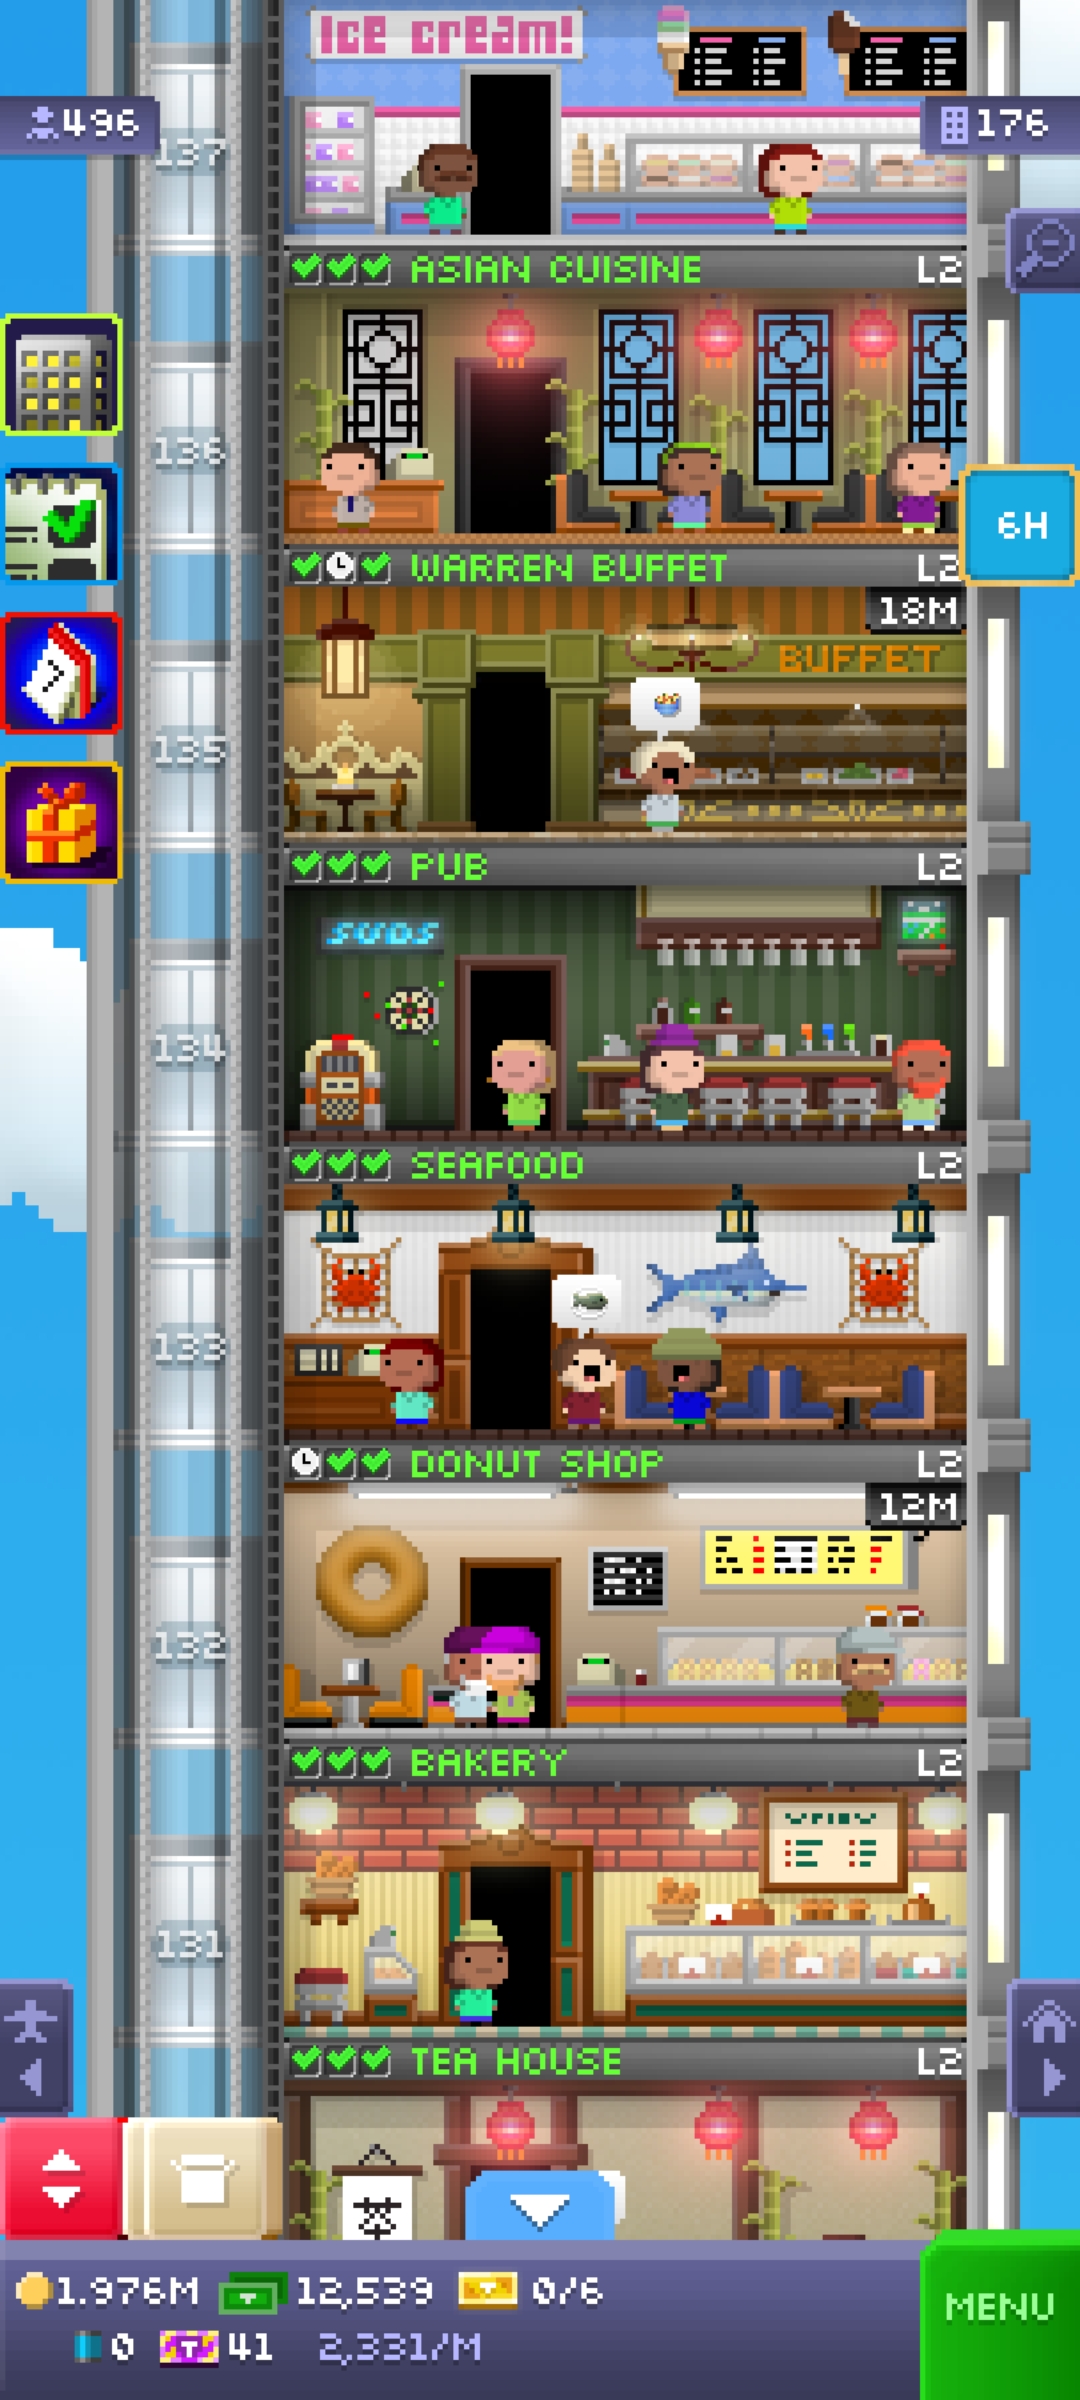 Ice cream!
496
176
137
ASIAN CUISINE L2
136
6H
WARREN BUFFET L2
18M
BUFFET
135
PUB L2
SUDS
134
SEAFOOD L2
133
DONUT SHOP L2
12M
132
BAKERY L2
131
TEA HOUSE L2
1.976M 12,539 0/6
0 41 2,331/M
MENU